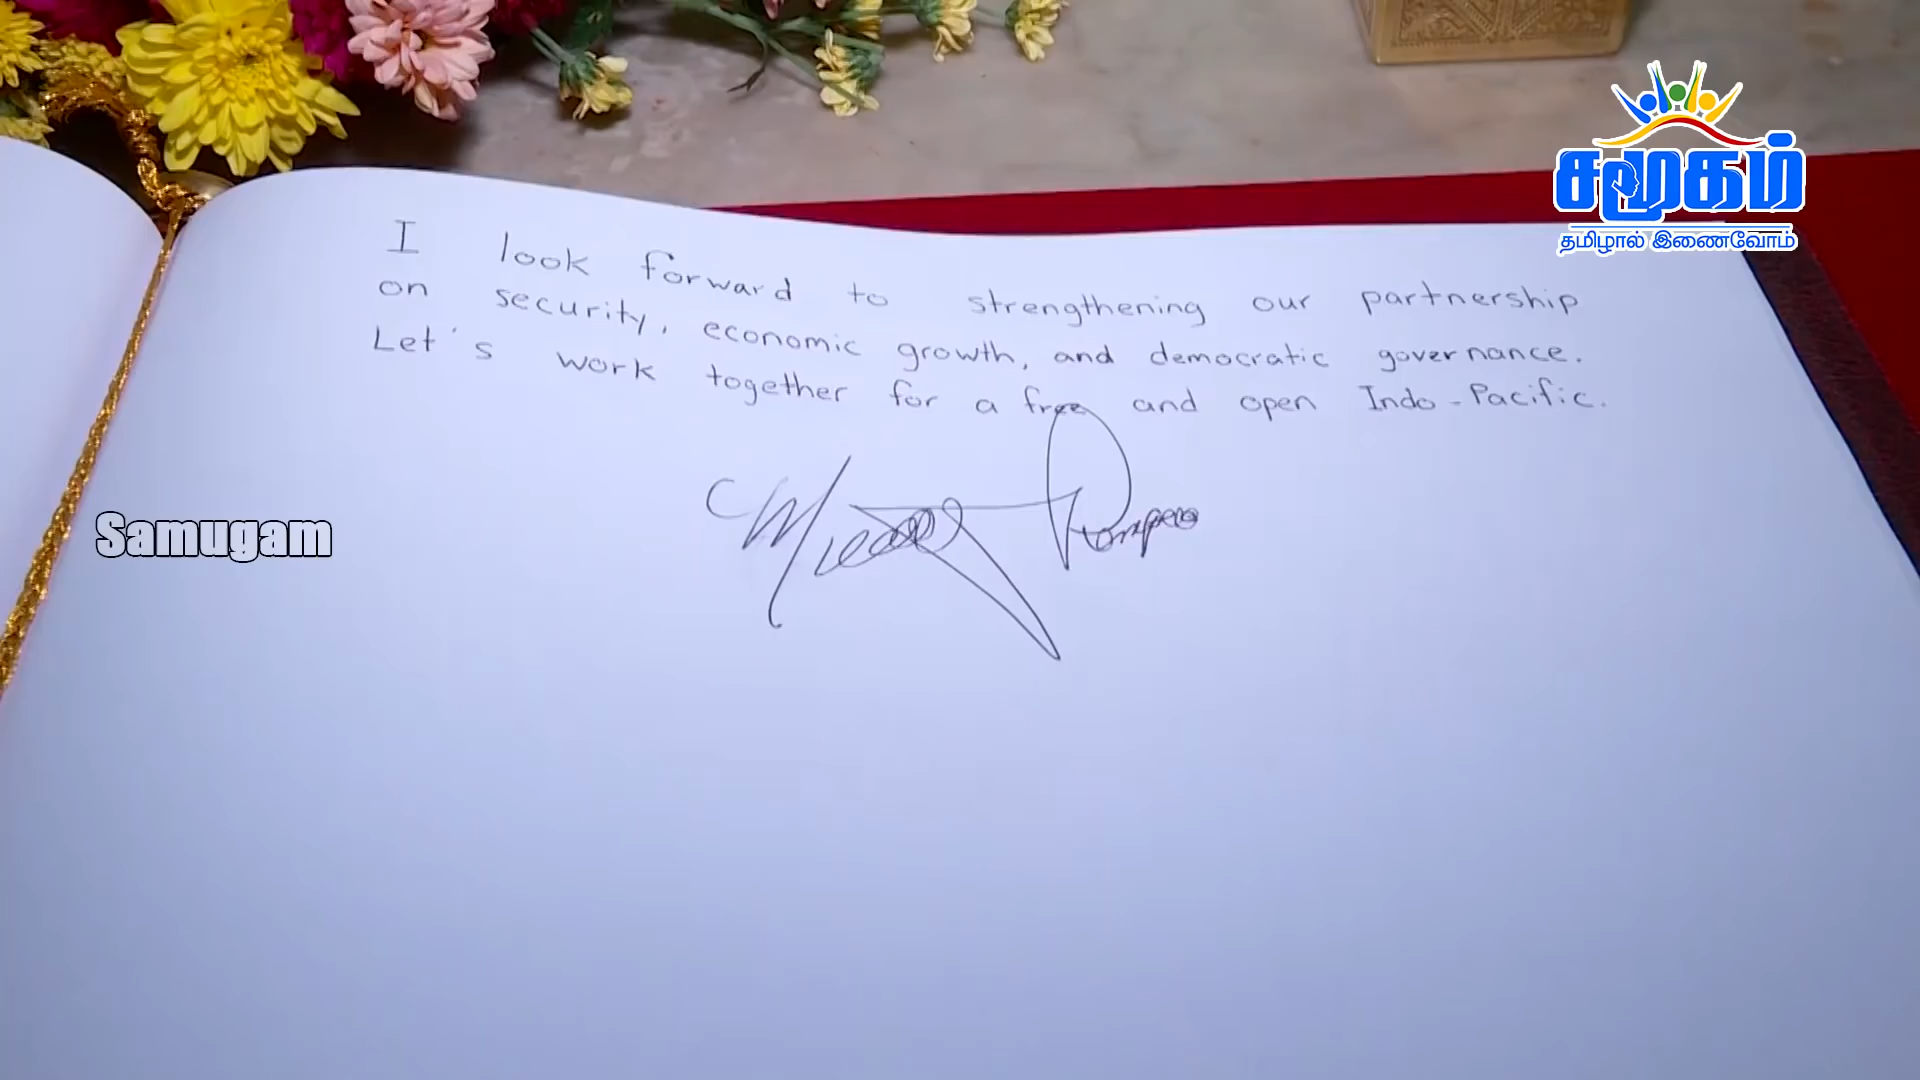 சமூகம்
தமிழால் இணைவோம்
I look forward to strengthening our partnership
on security, economic growth, and democratic governance.
Let's work together for a free and open Indo-Pacific.
Pompeo
Samugam